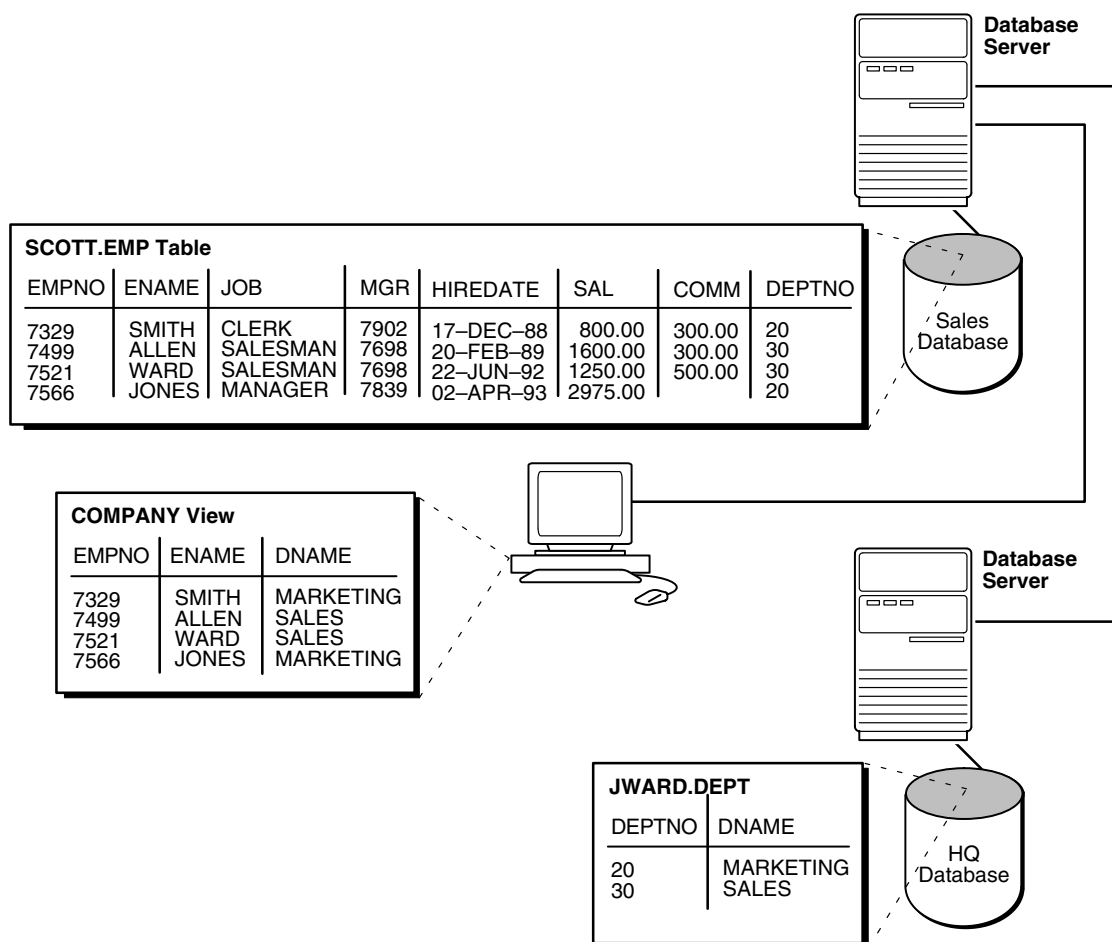 Database
Server
SCOTT.EMP Table
EMPNO ENAME JOB MGR HIREDATE SAL COMM DEPTNO
7329 SMITH CLERK 7902 17–DEC–88 800.00 300.00 20
7499 ALLEN SALESMAN 7698 20–FEB–89 1600.00 300.00 30
7521 WARD SALESMAN 7698 22–JUN–92 1250.00 500.00 30
7566 JONES MANAGER 7839 02–APR–93 2975.00 20
Sales
Database
COMPANY View
EMPNO ENAME DNAME
7329 SMITH MARKETING
7499 ALLEN SALES
7521 WARD SALES
7566 JONES MARKETING
Database
Server
JWARD.DEPT
DEPTNO DNAME
20 MARKETING
30 SALES
HQ
Database